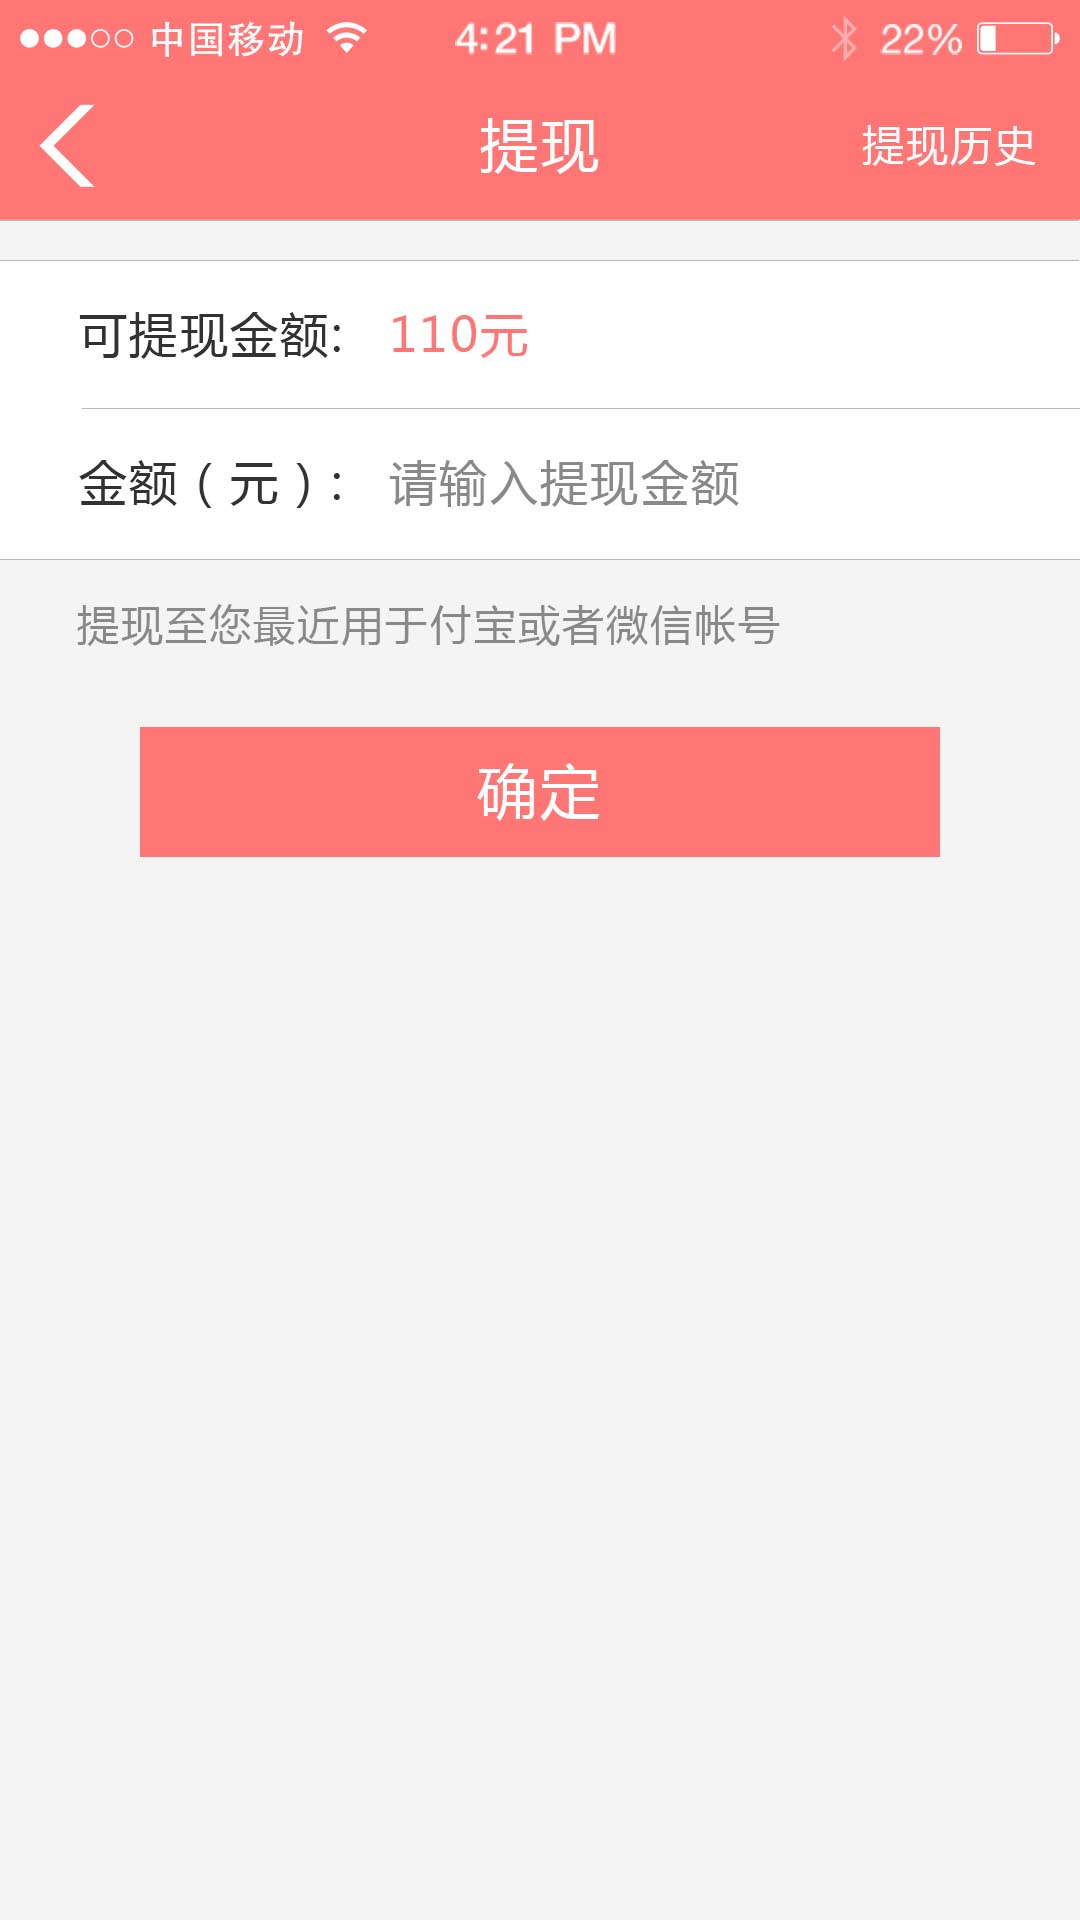 中国移动 4:21 PM 22%
提现 提现历史
可提现金额: 110元
金额（元）: 请输入提现金额
提现至您最近用于付宝或者微信帐号
确定